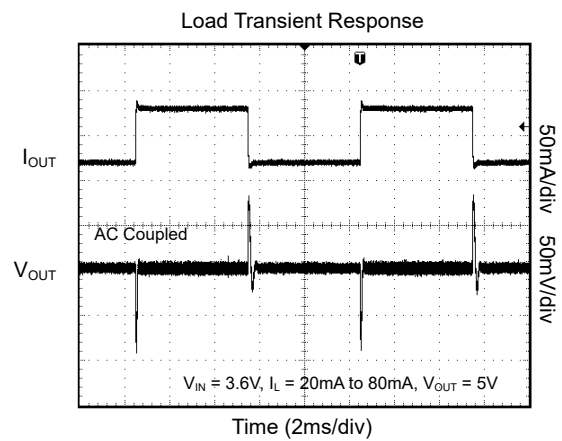 Load Transient Response
T
I_OUT
50mA/div
AC Coupled
V_OUT
50mV/div
V_IN = 3.6V, I_L = 20mA to 80mA, V_OUT = 5V
Time (2ms/div)